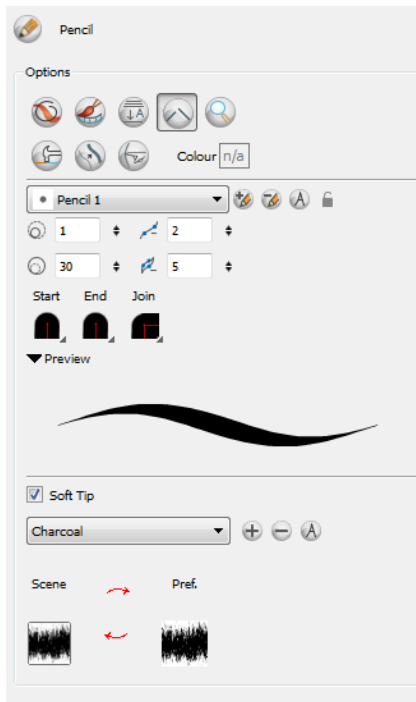 Pencil
Options
Colour n/a
Pencil 1
1 2
30 5
Start End Join
Preview
Soft Tip
Charcoal
Scene Pref.